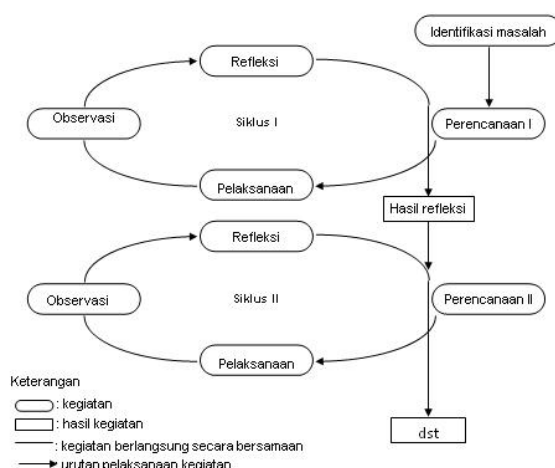 Identifikasi masalah
Refleksi
Observasi
Siklus I
Perencanaan I
Pelaksanaan
Hasil refleksi
Refleksi
Observasi
Siklus II
Perencanaan II
Pelaksanaan
Keterangan
: kegiatan
: hasil kegiatan
dst
: kegiatan berlangsung secara bersamaan
: urutan pelaksanaan kegiatan